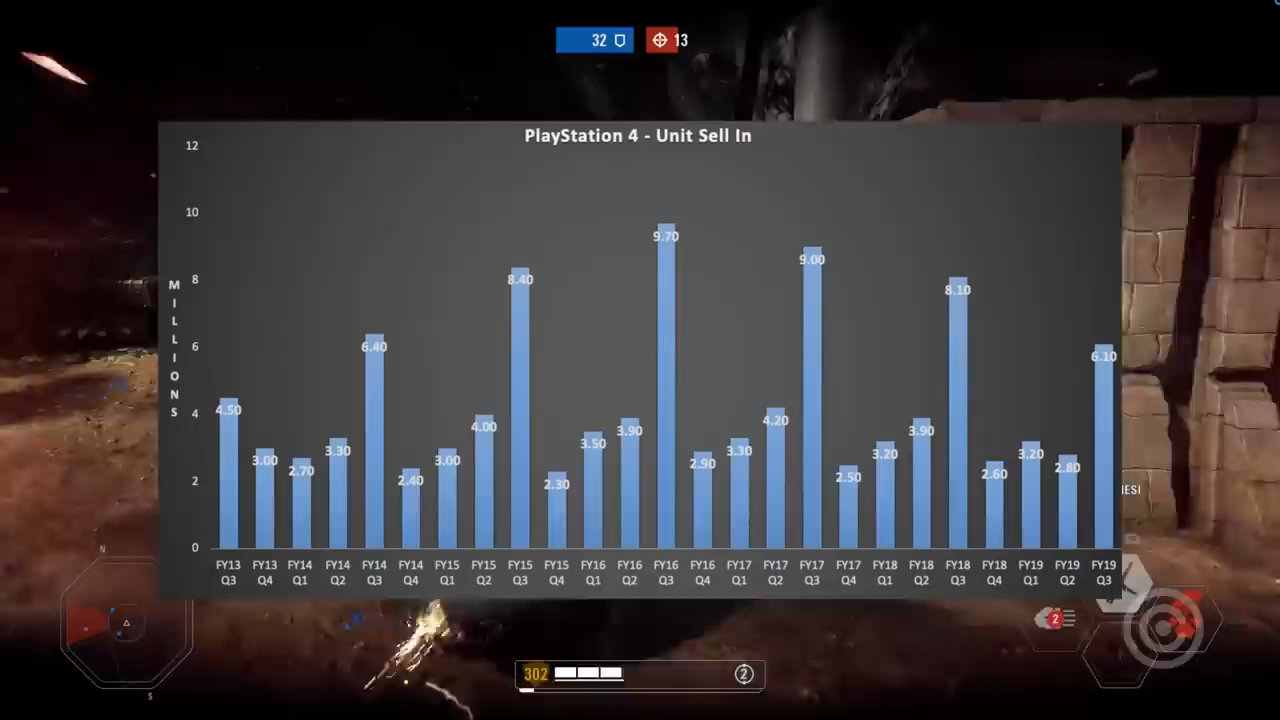 32 13
PlayStation 4 - Unit Sell In
12
10
8
6
4
2
0
MILLIONS
4.50 3.00 2.70 3.30 6.40 2.40 3.00 4.00 8.40 2.30 3.50 3.90 9.70 2.90 3.30 4.20 9.00 2.50 3.20 3.90 8.10 2.60 3.20 2.80 6.10
FY13 FY13 FY14 FY14 FY14 FY14 FY15 FY15 FY15 FY15 FY16 FY16 FY16 FY16 FY17 FY17 FY17 FY17 FY18 FY18 FY18 FY18 FY19 FY19 FY19
Q3 Q4 Q1 Q2 Q3 Q4 Q1 Q2 Q3 Q4 Q1 Q2 Q3 Q4 Q1 Q2 Q3 Q4 Q1 Q2 Q3 Q4 Q1 Q2 Q3
N
S
302 2
2